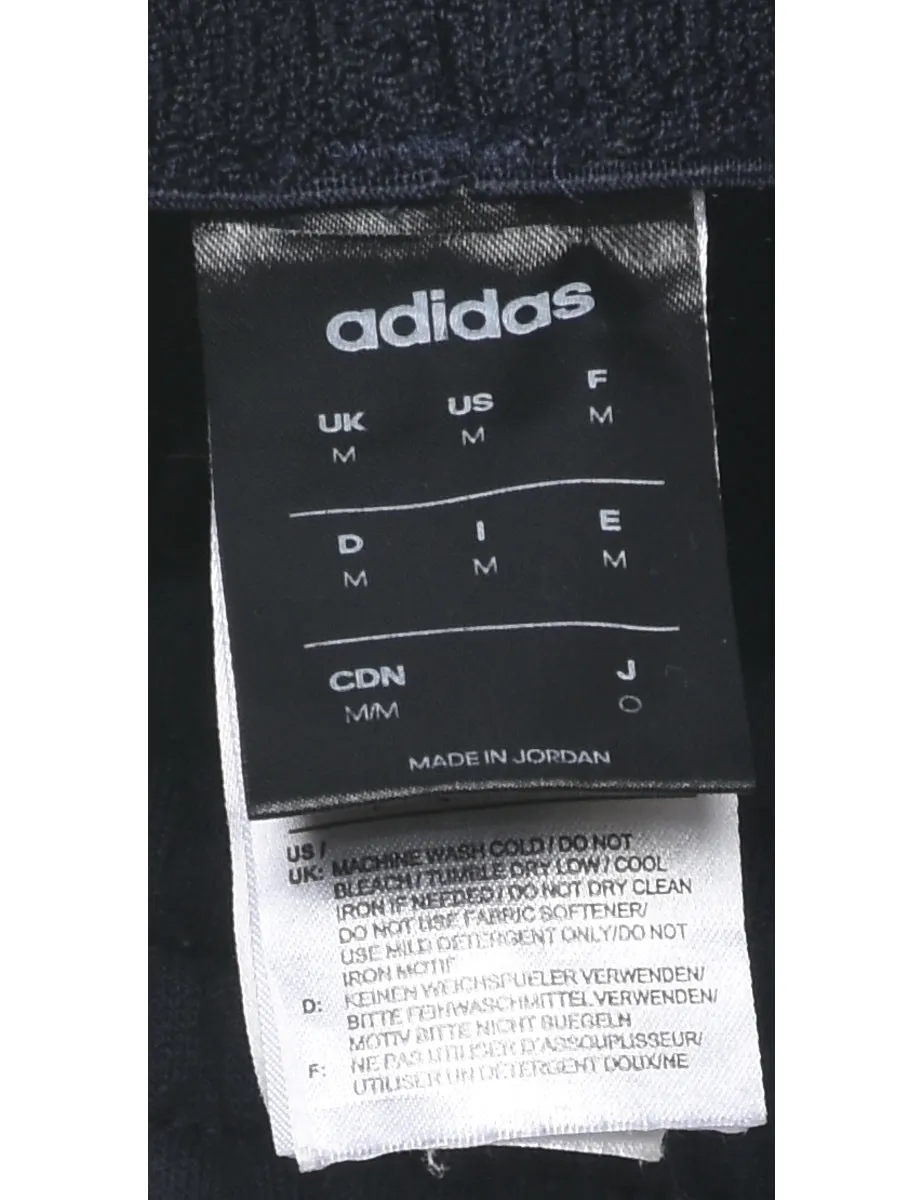 adidas
UK US F
M M M
D I E
M M M
CDN J
M/M O
MADE IN JORDAN
US /
UK: MACHINE WASH COLD / DO NOT
BLEACH / TUMBLE DRY LOW / COOL
IRON IF NEEDED / DO NOT DRY CLEAN
DO NOT USE FABRIC SOFTENER/
USE MILD DETERGENT ONLY/DO NOT
IRON MOTIF
D: KEINEN WEICHSPUELER VERWENDEN/
BITTE FEINWASCHMITTEL VERWENDEN/
MOTIV BITTE NICHT BUEGELN
F: NE PAS UTILISER D'ASSOUPLISSEUR/
UTILISER UN DETERGENT DOUX/NE